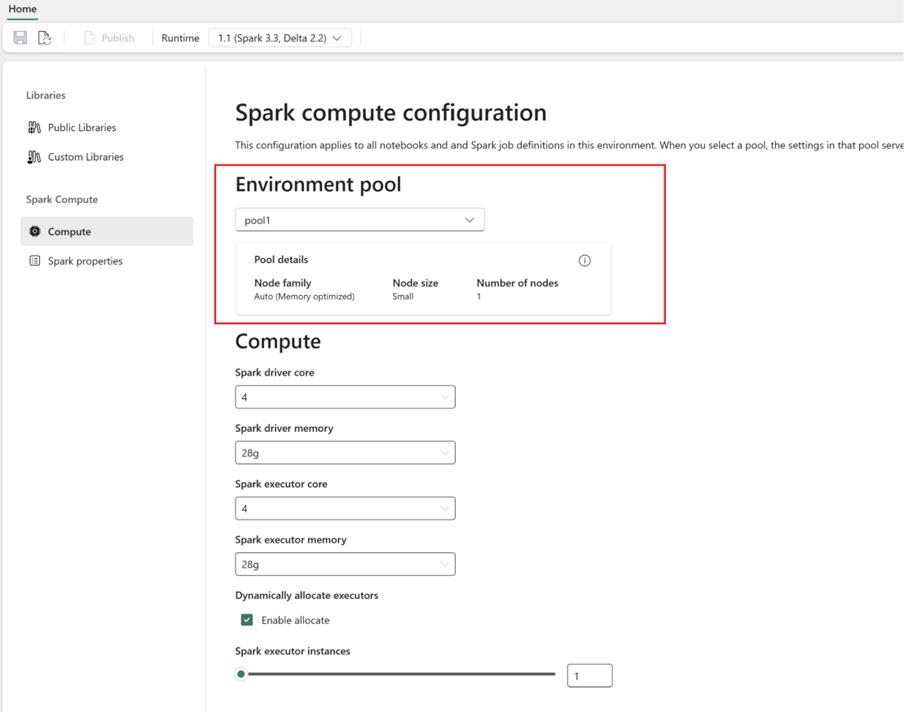 Home
Publish
Runtime
1.1 (Spark 3.3, Delta 2.2)
Libraries
Public Libraries
Custom Libraries
Spark Compute
Compute
Spark properties
Spark compute configuration
This configuration applies to all notebooks and and Spark job definitions in this environment. When you select a pool, the settings in that pool serve
Environment pool
pool1
Pool details
Node family Node size Number of nodes
Auto (Memory optimized) Small 1
Compute
Spark driver core
4
Spark driver memory
28g
Spark executor core
4
Spark executor memory
28g
Dynamically allocate executors
Enable allocate
Spark executor instances
1